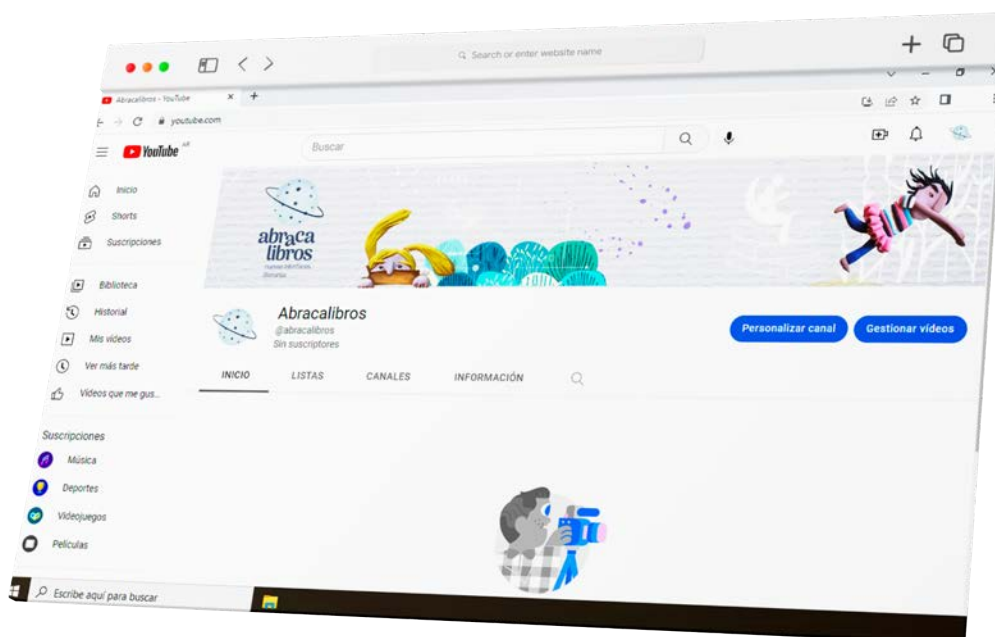 Search or enter website name
Abracalibros - YouTube
youtube.com
YouTube AR
Buscar
Inicio
Shorts
Suscripciones
Biblioteca
Historial
Mis vídeos
Ver más tarde
Vídeos que me gus...
Suscripciones
Música
Deportes
Videojuegos
Películas
abraca
libros
Abracalibros
@abracalibros
Sin suscriptores
Personalizar canal
Gestionar vídeos
INICIO
LISTAS
CANALES
INFORMACIÓN
Escribe aquí para buscar